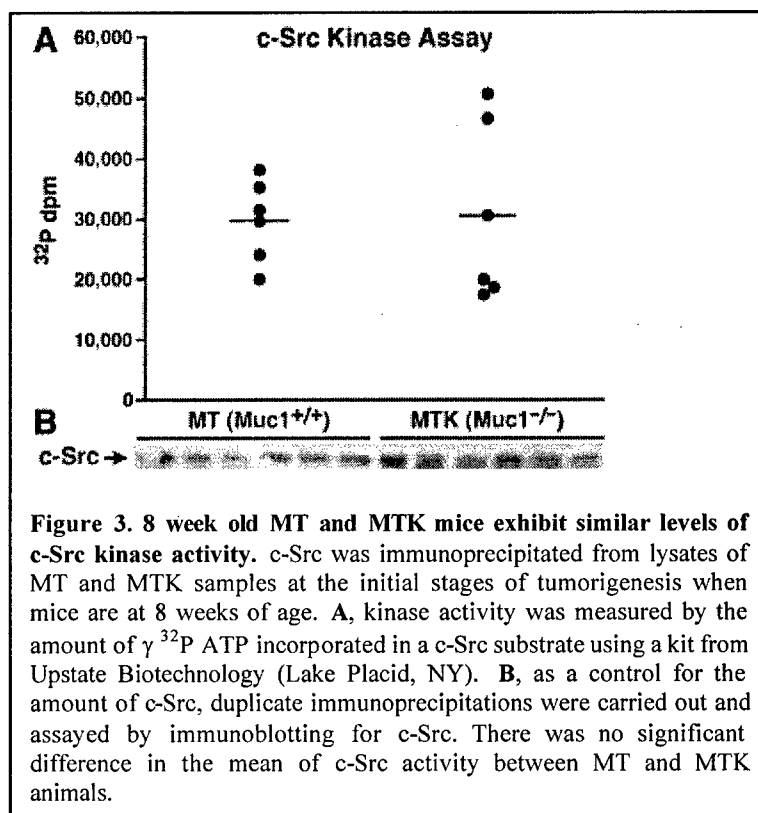 A
c-Src Kinase Assay
60,000
50,000
40,000
30,000
20,000
10,000
0
32P dpm
B
MT (Muc1+/+)
MTK (Muc1-/-)
c-Src→
Figure 3. 8 week old MT and MTK mice exhibit similar levels of
c-Src kinase activity. c-Src was immunoprecipitated from lysates of
MT and MTK samples at the initial stages of tumorigenesis when
mice are at 8 weeks of age. A, kinase activity was measured by the
amount of γ 32P ATP incorporated in a c-Src substrate using a kit from
Upstate Biotechnology (Lake Placid, NY). B, as a control for the
amount of c-Src, duplicate immunoprecipitations were carried out and
assayed by immunoblotting for c-Src. There was no significant
difference in the mean of c-Src activity between MT and MTK
animals.